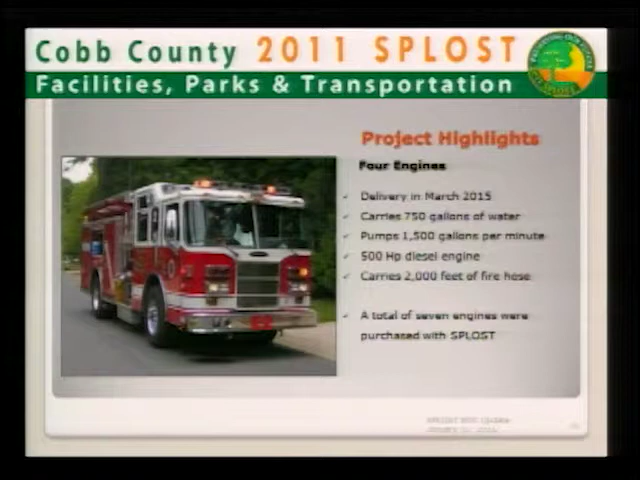 Cobb County 2011 SPLOST
Facilities, Parks & Transportation
Project Highlights
Four Engines
Delivery in March 2015
Carries 750 gallons of water
Pumps 1,500 gallons per minute
500 Hp diesel engine
Carries 2,000 feet of fire hose
A total of seven engines were
purchased with SPLOST